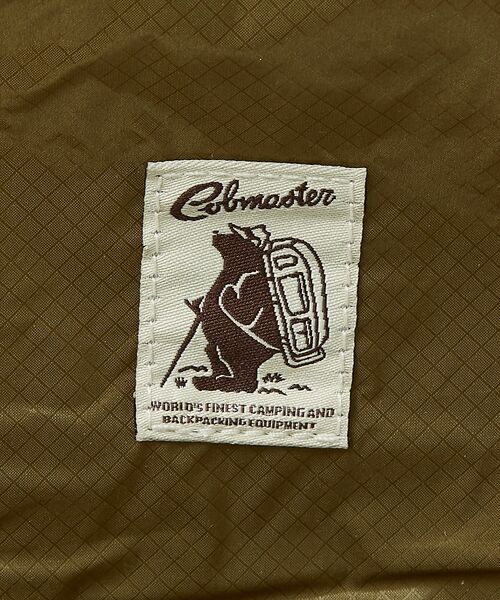 Cobmaster
WORLD'S FINEST CAMPING AND
BACKPACKING EQUIPMENT